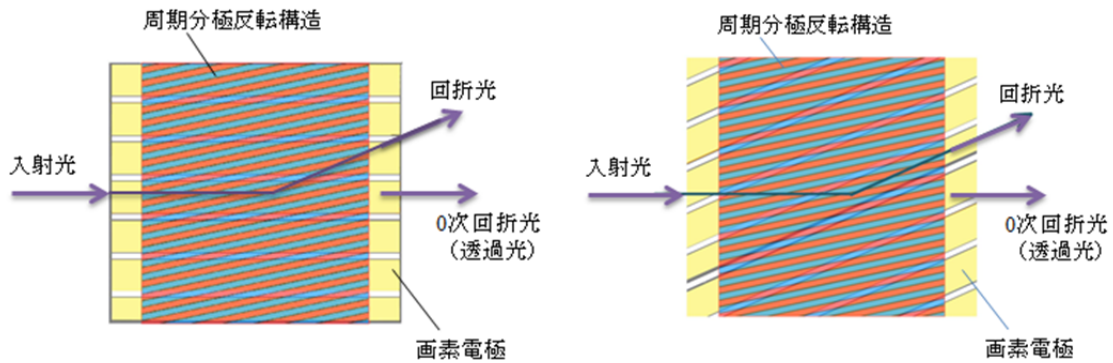 周期分極反転構造
回折光
入射光
0次回折光
(透過光)
画素電極
周期分極反転構造
回折光
入射光
0次回折光
(透過光)
画素電極